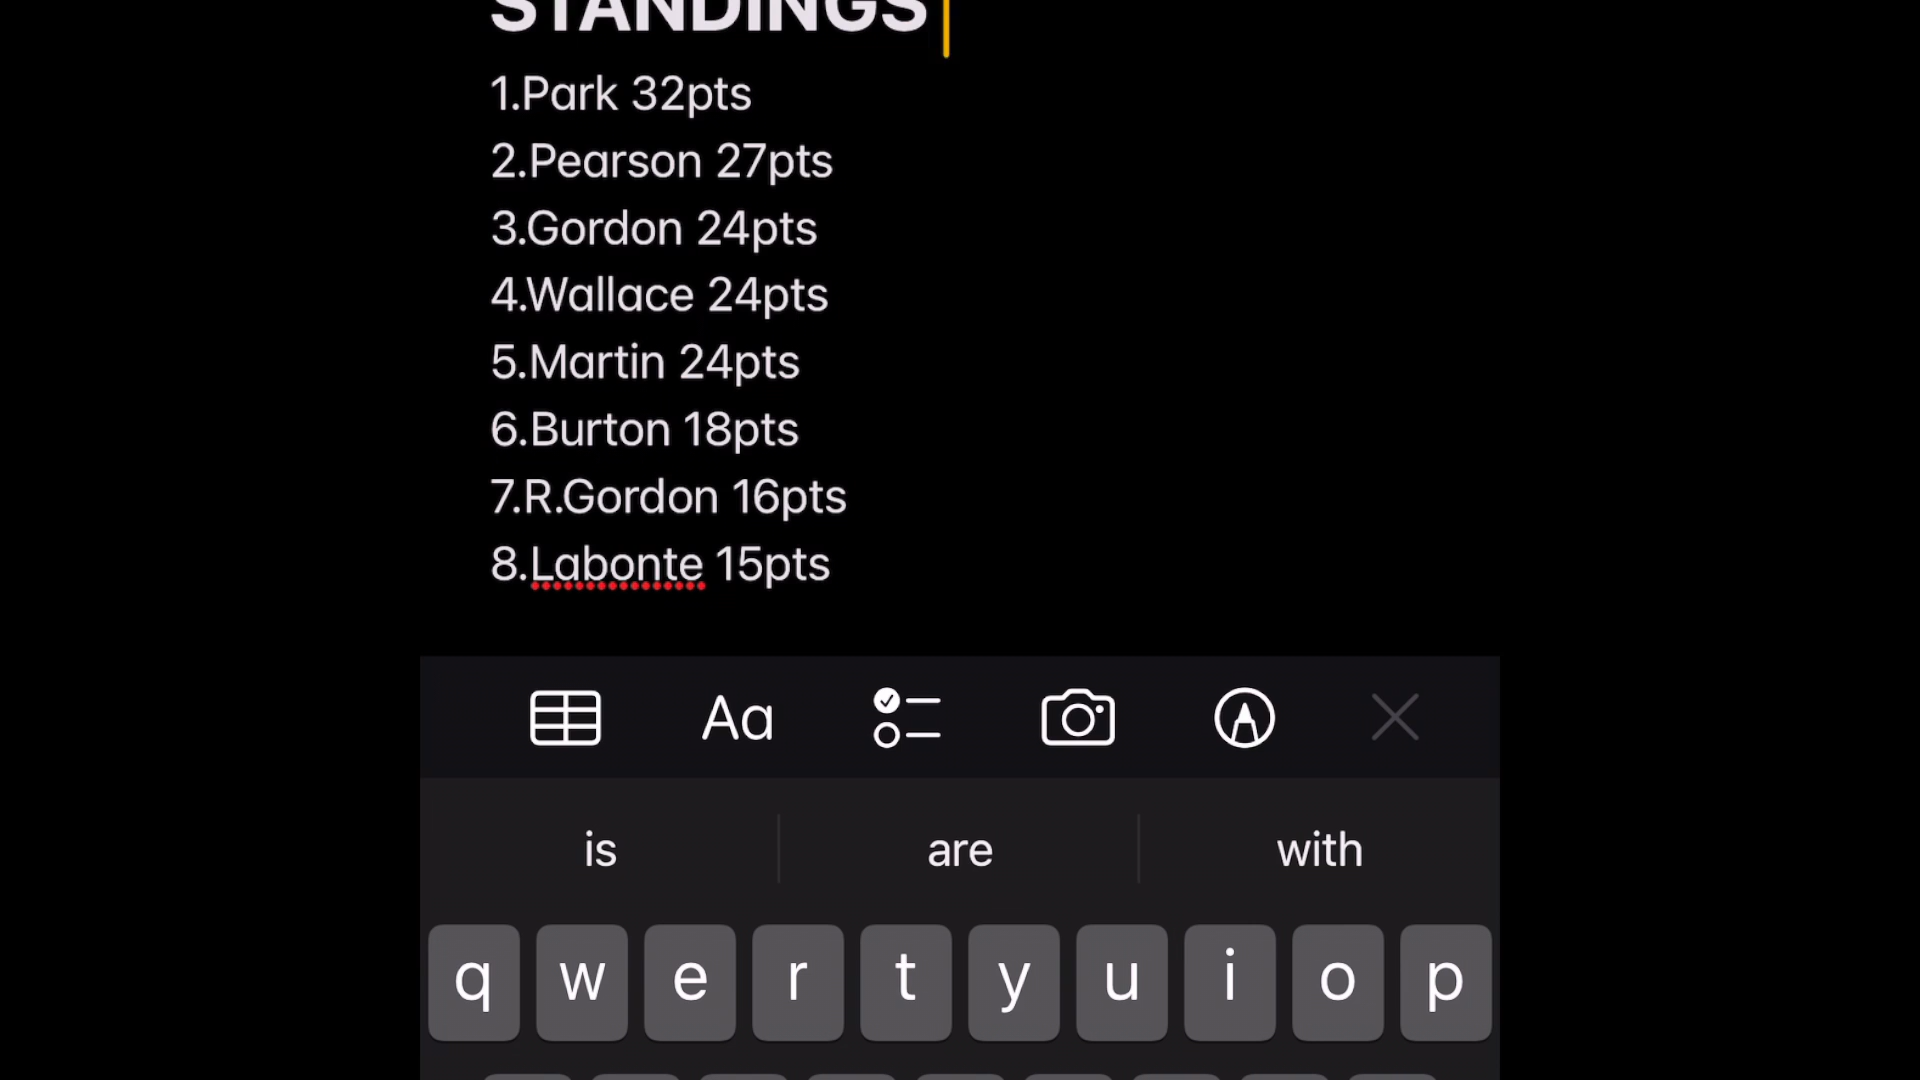 STANDINGS
1.Park 32pts
2.Pearson 27pts
3.Gordon 24pts
4.Wallace 24pts
5.Martin 24pts
6.Burton 18pts
7.R.Gordon 16pts
8.Labonte 15pts
Aa
is are with
q w e r t y u i o p